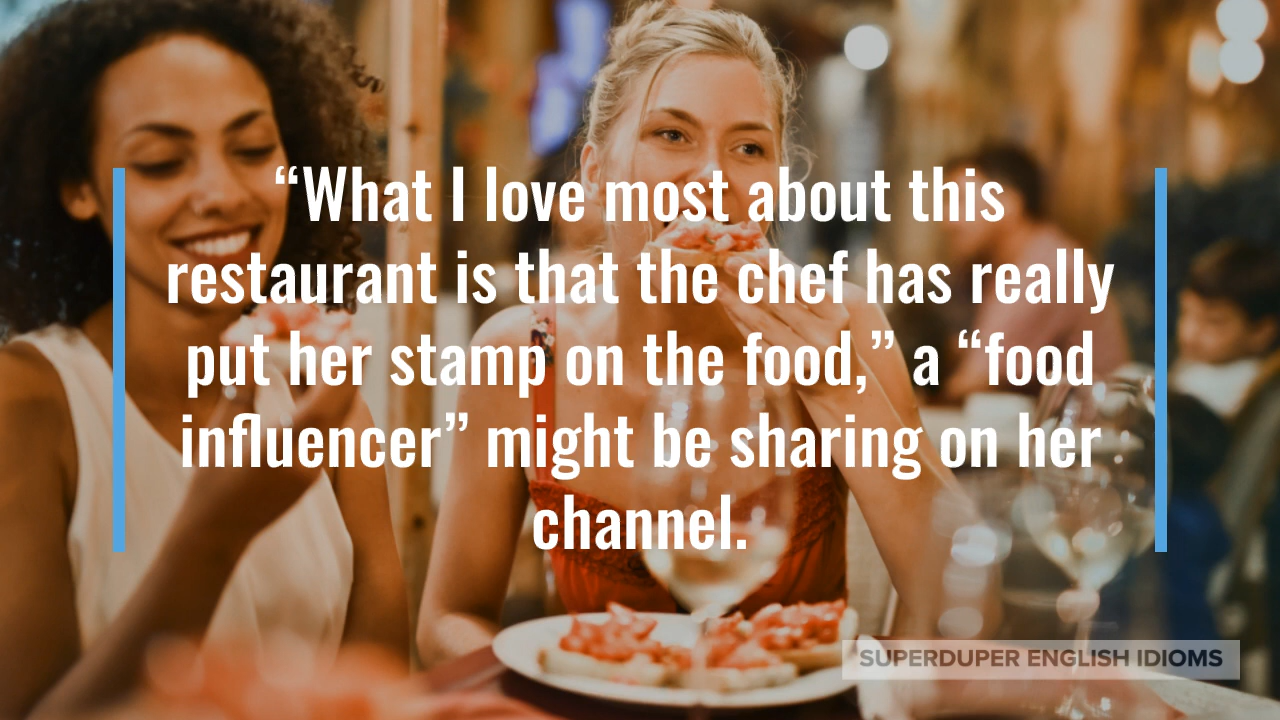 “What I love most about this
restaurant is that the chef has really
put her stamp on the food,” a “food
influencer” might be sharing on her
channel.
SUPERDUPER ENGLISH IDIOMS